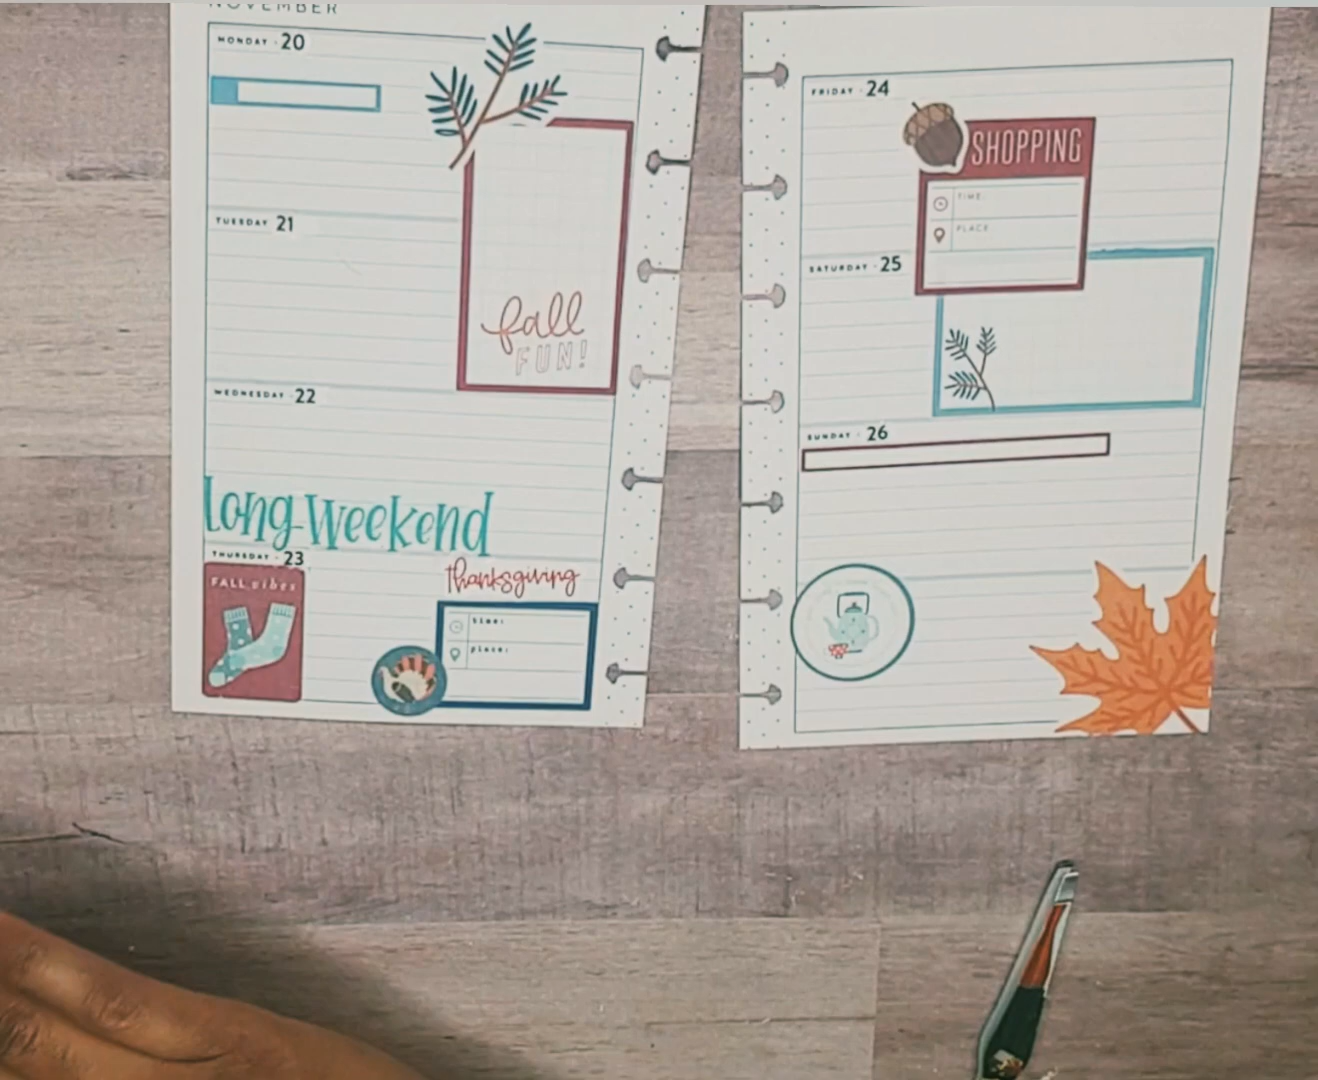 NOVEMBER
MONDAY · 20
TUESDAY · 21
fall
FUN!
WEDNESDAY · 22
Long Weekend
THURSDAY · 23
thanksgiving
FALL vibes
time:
place:
FRIDAY · 24
SHOPPING
TIME:
PLACE:
SATURDAY · 25
SUNDAY · 26